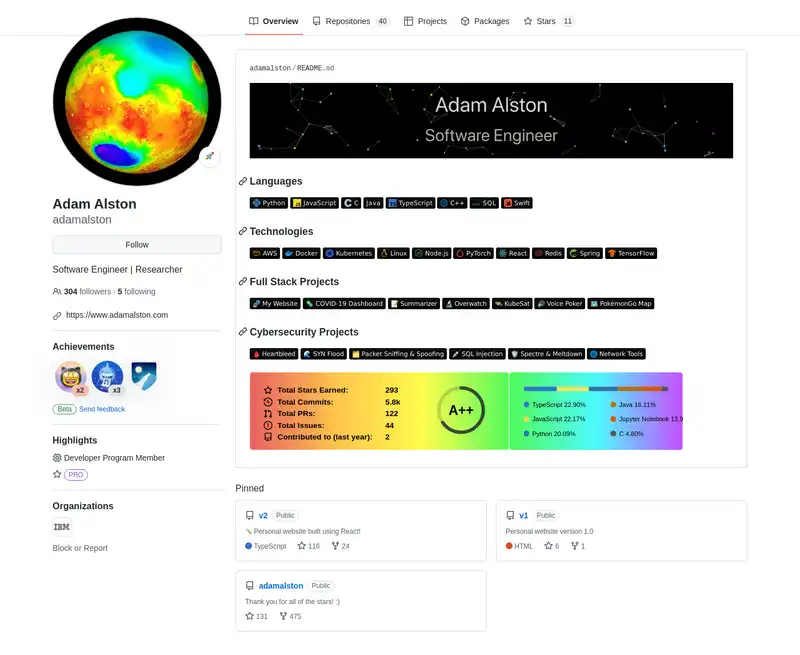 Overview Repositories 40 Projects Packages Stars 11
Adam Alston
adamalston
Follow
Software Engineer | Researcher
304 followers · 5 following
https://www.adamalston.com
Achievements
x2 x3
Beta Send feedback
Highlights
Developer Program Member
PRO
Organizations
IBM
Block or Report
adamalston/README.md
Adam Alston
Software Engineer
Languages
Python JavaScript C Java TypeScript C++ SQL Swift
Technologies
AWS Docker Kubernetes Linux Node.js PyTorch React Redis Spring TensorFlow
Full Stack Projects
My Website COVID-19 Dashboard Summarizer Overwatch KubeSat Voice Poker PokémonGo Map
Cybersecurity Projects
Heartbleed SYN Flood Packet Sniffing & Spoofing SQL Injection Spectre & Meltdown Network Tools
Total Stars Earned: 293
Total Commits: 5.8k
Total PRs: 122
Total Issues: 44
Contributed to (last year): 2
A++
TypeScript 22.90% Java 16.11%
JavaScript 22.17% Jupyter Notebook 13.9
Python 20.09% C 4.80%
Pinned
v2 Public
Personal website built using React!
TypeScript 116 24
v1 Public
Personal website version 1.0
HTML 6 1
adamalston Public
Thank you for all of the stars! :)
131 475